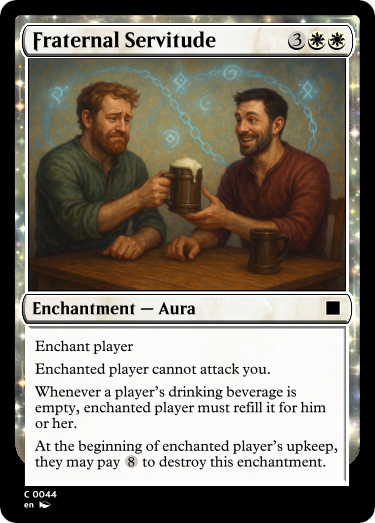 Fraternal Servitude 3
Enchantment — Aura
Enchant player
Enchanted player cannot attack you.
Whenever a player's drinking beverage is
empty, enchanted player must refill it for him
or her.
At the beginning of enchanted player's upkeep,
they may pay 8 to destroy this enchantment.
C 0044
en